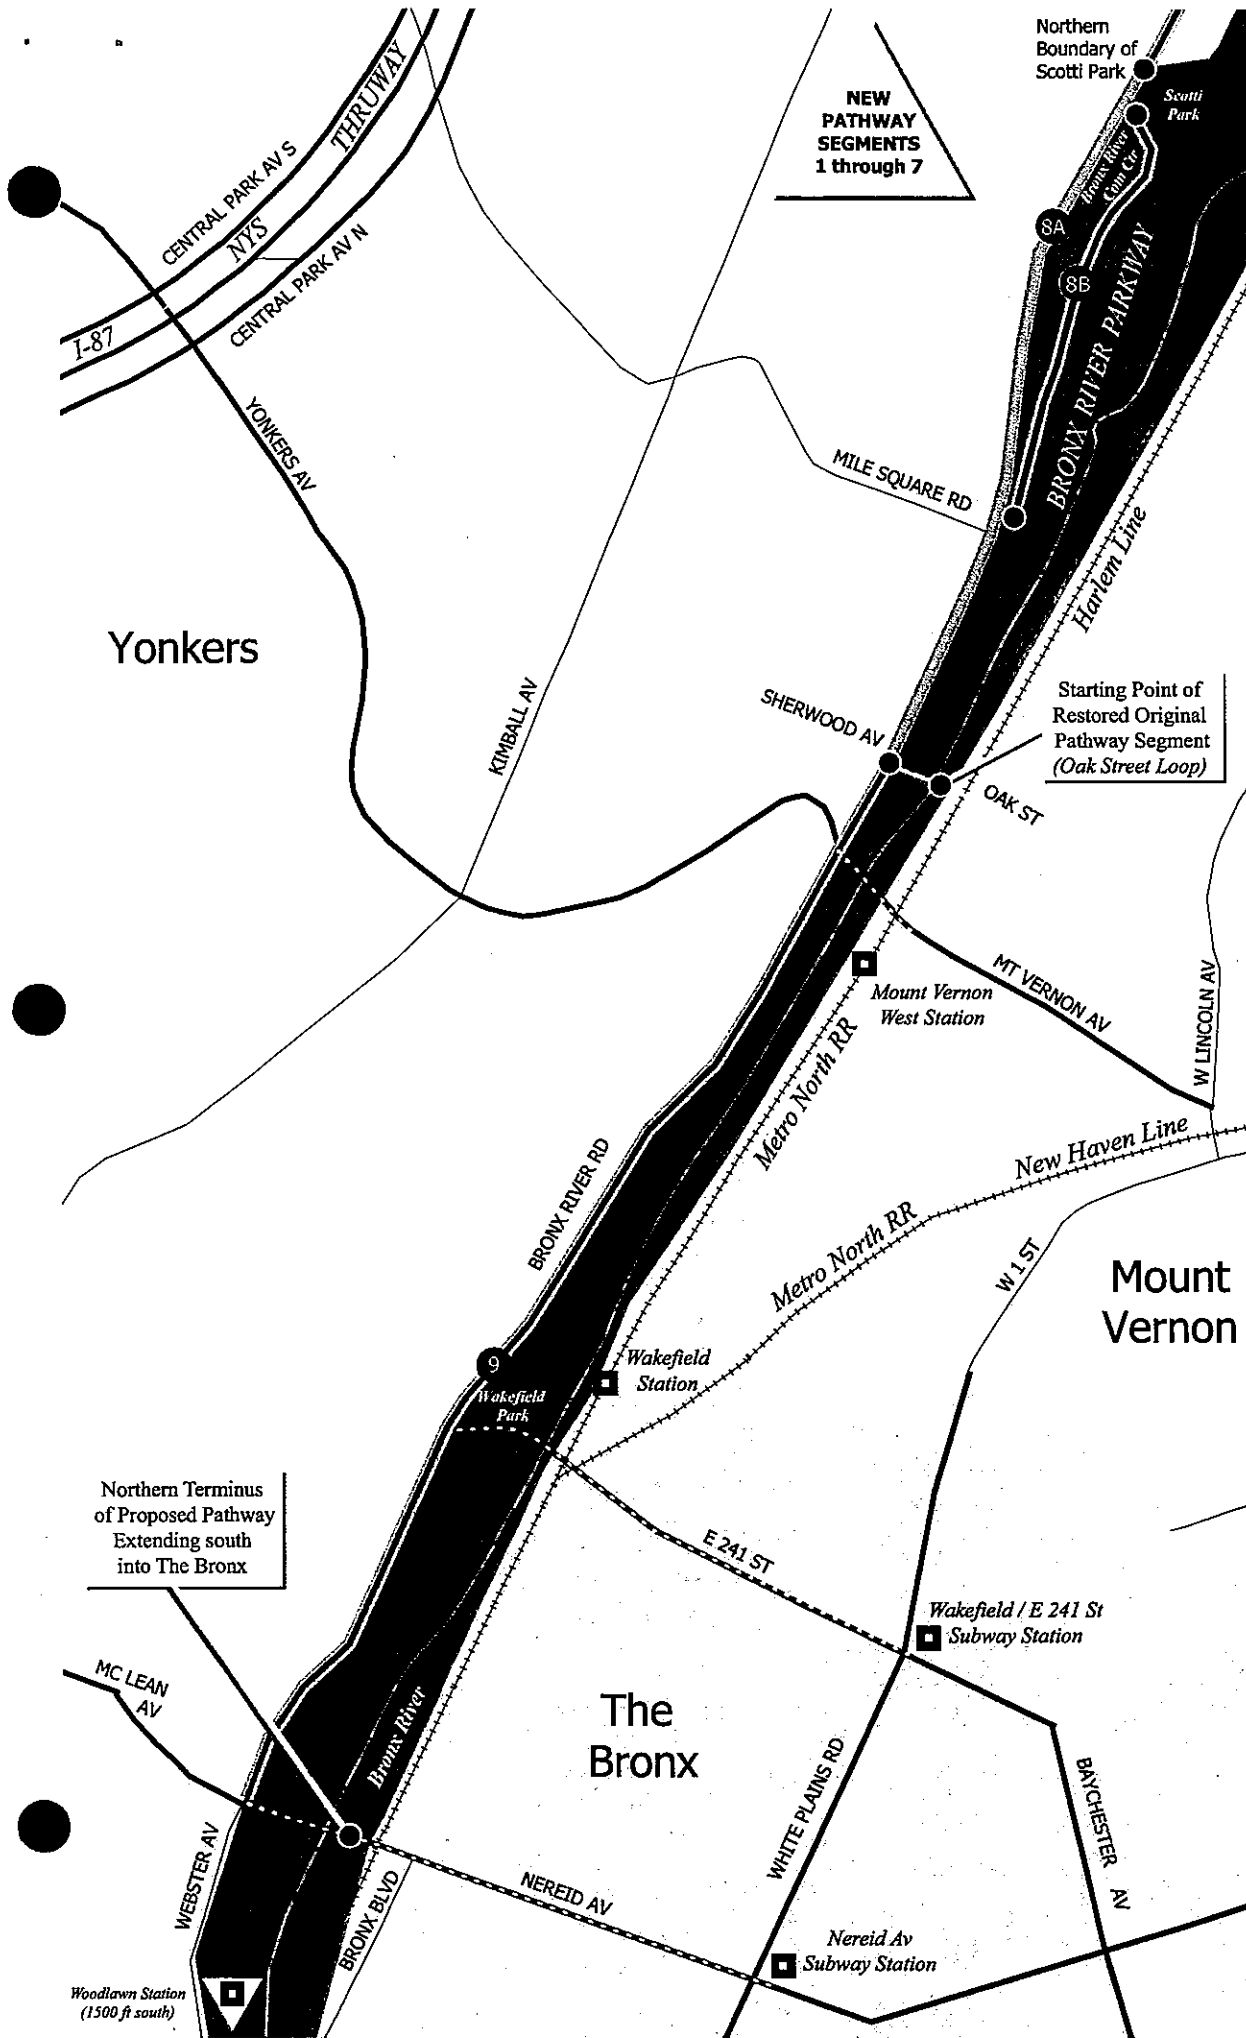 Northern
Boundary of
Scotti Park
Scotti
Park
NEW
PATHWAY
SEGMENTS
1 through 7
THRUWAY
CENTRAL PARK AV S
NYS
CENTRAL PARK AV N
I-87
Bronx River
Com Ctr
8A
8B
BRONX RIVER PARKWAY
YONKERS AV
MILE SQUARE RD
Harlem Line
Yonkers
KIMBALL AV
SHERWOOD AV
Starting Point of
Restored Original
Pathway Segment
(Oak Street Loop)
OAK ST
Mount Vernon
West Station
MT VERNON AV
W LINCOLN AV
Metro North RR
New Haven Line
BRONX RIVER RD
Metro North RR
W 1 ST
Mount
Vernon
9
Wakefield
Park
Wakefield
Station
Northern Terminus
of Proposed Pathway
Extending south
into The Bronx
E 241 ST
Wakefield / E 241 St
Subway Station
MC LEAN
AV
Bronx River
The
Bronx
WHITE PLAINS RD
BAYCHESTER AV
WEBSTER AV
BRONX BLVD
NEREID AV
Nereid Av
Subway Station
Woodlawn Station
(1500 ft south)